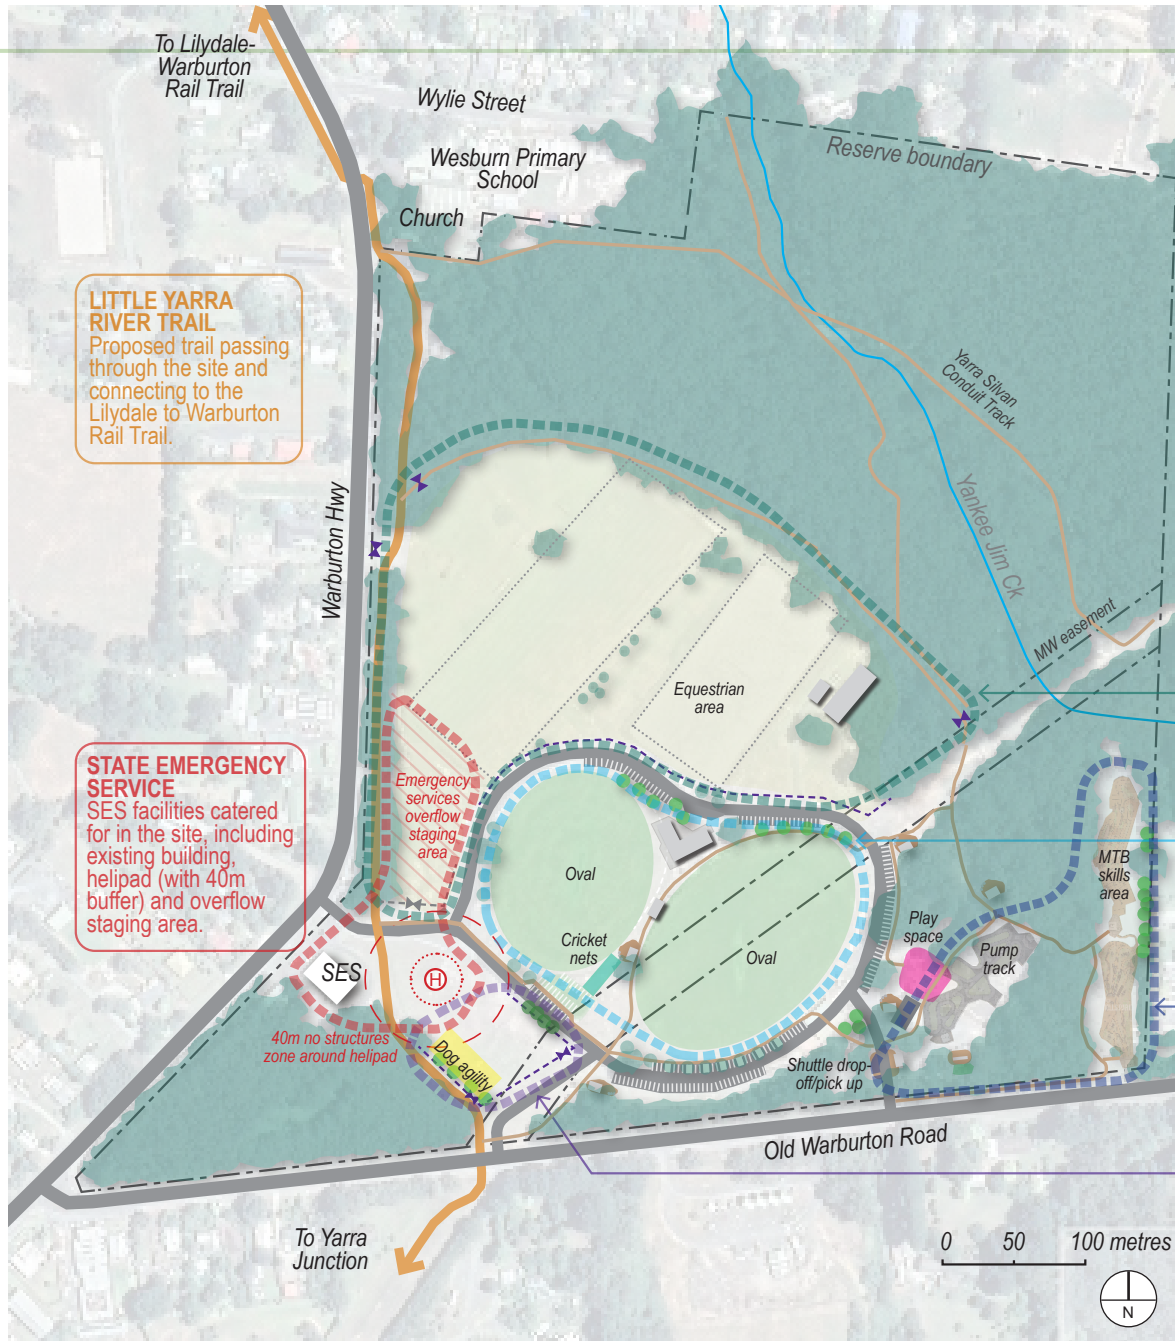 To Lilydale-
Warburton
Rail Trail
Wylie Street
Wesburn Primary
School
Church
Reserve boundary
LITTLE YARRA
RIVER TRAIL
Proposed trail passing
through the site and
connecting to the
Lilydale to Warburton
Rail Trail.
Yarra Silvan
Conduit Track
Warburton Hwy
Yankee Jim Ck
MW easement
Equestrian
area
STATE EMERGENCY
SERVICE
SES facilities catered
for in the site, including
existing building,
helipad (with 40m
buffer) and overflow
staging area.
Emergency
services
overflow
staging
area
Oval
MTB
skills
area
Play
space
Cricket
nets
Oval
Pump
track
SES
H
40m no structures
zone around helipad
Dog agility
Shuttle drop-
off/pick up
Old Warburton Road
To Yarra
Junction
0 50 100 metres
N